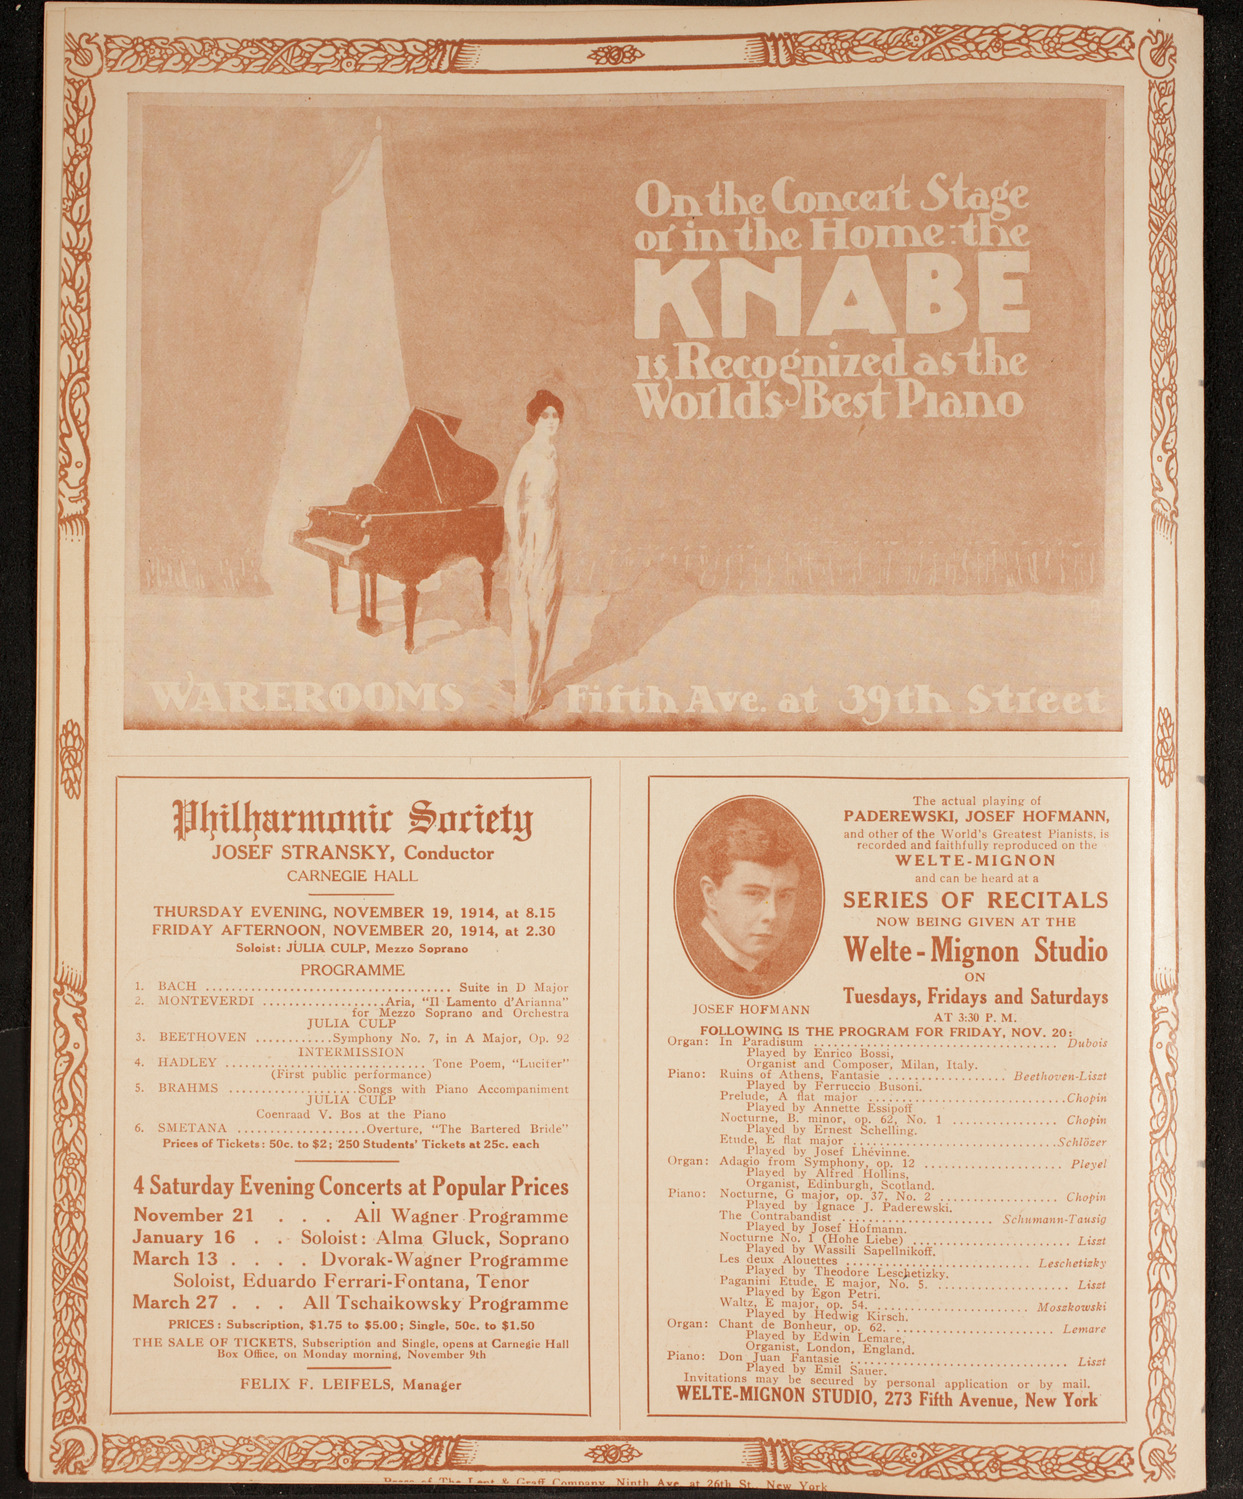 On the Concert Stage
or in the Home: the
KNABE
is Recognized as the
World's Best Piano
WAREROOMS Fifth Ave. at 39th Street
Philharmonic Society
JOSEF STRANSKY, Conductor
CARNEGIE HALL
THURSDAY EVENING, NOVEMBER 19, 1914, at 8.15
FRIDAY AFTERNOON, NOVEMBER 20, 1914, at 2.30
Soloist: JULIA CULP, Mezzo Soprano
PROGRAMME
1. BACH ........ Suite in D Major
2. MONTEVERDI ........ Aria, "Il Lamento d'Arianna"
for Mezzo Soprano and Orchestra
JULIA CULP
3. BEETHOVEN ........ Symphony No. 7, in A Major, Op. 92
INTERMISSION
4. HADLEY ........ Tone Poem, "Lucifer"
(First public performance)
5. BRAHMS ........ Songs with Piano Accompaniment
JULIA CULP
Coenraad V. Bos at the Piano
6. SMETANA ........ Overture, "The Bartered Bride"
Prices of Tickets: 50c. to $2; 250 Students' Tickets at 25c. each
4 Saturday Evening Concerts at Popular Prices
November 21 . . . All Wagner Programme
January 16 . . Soloist: Alma Gluck, Soprano
March 13 . . . . Dvorak-Wagner Programme
Soloist, Eduardo Ferrari-Fontana, Tenor
March 27 . . . All Tschaikowsky Programme
PRICES: Subscription, $1.75 to $5.00; Single, 50c. to $1.50
THE SALE OF TICKETS, Subscription and Single, opens at Carnegie Hall
Box Office, on Monday morning, November 9th
FELIX F. LEIFELS, Manager
JOSEF HOFMANN
The actual playing of
PADEREWSKI, JOSEF HOFMANN,
and other of the World's Greatest Pianists, is
recorded and faithfully reproduced on the
WELTE-MIGNON
and can be heard at a
SERIES OF RECITALS
NOW BEING GIVEN AT THE
Welte-Mignon Studio
ON
Tuesdays, Fridays and Saturdays
AT 3:30 P. M.
FOLLOWING IS THE PROGRAM FOR FRIDAY, NOV. 20:
Organ: In Paradisum ........ Dubois
Played by Enrico Bossi,
Organist and Composer, Milan, Italy.
Piano: Ruins of Athens, Fantasie ........ Beethoven-Liszt
Played by Ferruccio Busoni.
Prelude, A flat major ........ Chopin
Played by Annette Essipoff
Nocturne, B. minor, op. 62, No. 1 ........ Chopin
Played by Ernest Schelling.
Etude, E flat major ........ Schlözer
Played by Josef Lhévinne.
Organ: Adagio from Symphony, op. 12 ........ Pleyel
Played by Alfred Hollins,
Organist, Edinburgh, Scotland.
Piano: Nocturne, G major, op. 37, No. 2 ........ Chopin
Played by Ignace J. Paderewski.
The Contrabandist ........ Schumann-Tausig
Played by Josef Hofmann.
Nocturne No. 1 (Hohe Liebe) ........ Liszt
Played by Wassili Sapellnikoff.
Les deux Alouettes ........ Leschetizky
Played by Theodore Leschetizky.
Paganini Etude, E major, No. 5. ........ Liszt
Played by Egon Petri.
Waltz, E major, op. 54. ........ Moszkowski
Played by Hedwig Kirsch.
Organ: Chant de Bonheur, op. 62. ........ Lemare
Played by Edwin Lemare,
Organist, London, England.
Piano: Don Juan Fantasie ........ Liszt
Played by Emil Sauer.
Invitations may be secured by personal application or by mail.
WELTE-MIGNON STUDIO, 273 Fifth Avenue, New York
Press of The Lent & Graff Company, Ninth Ave. at 26th St., New York